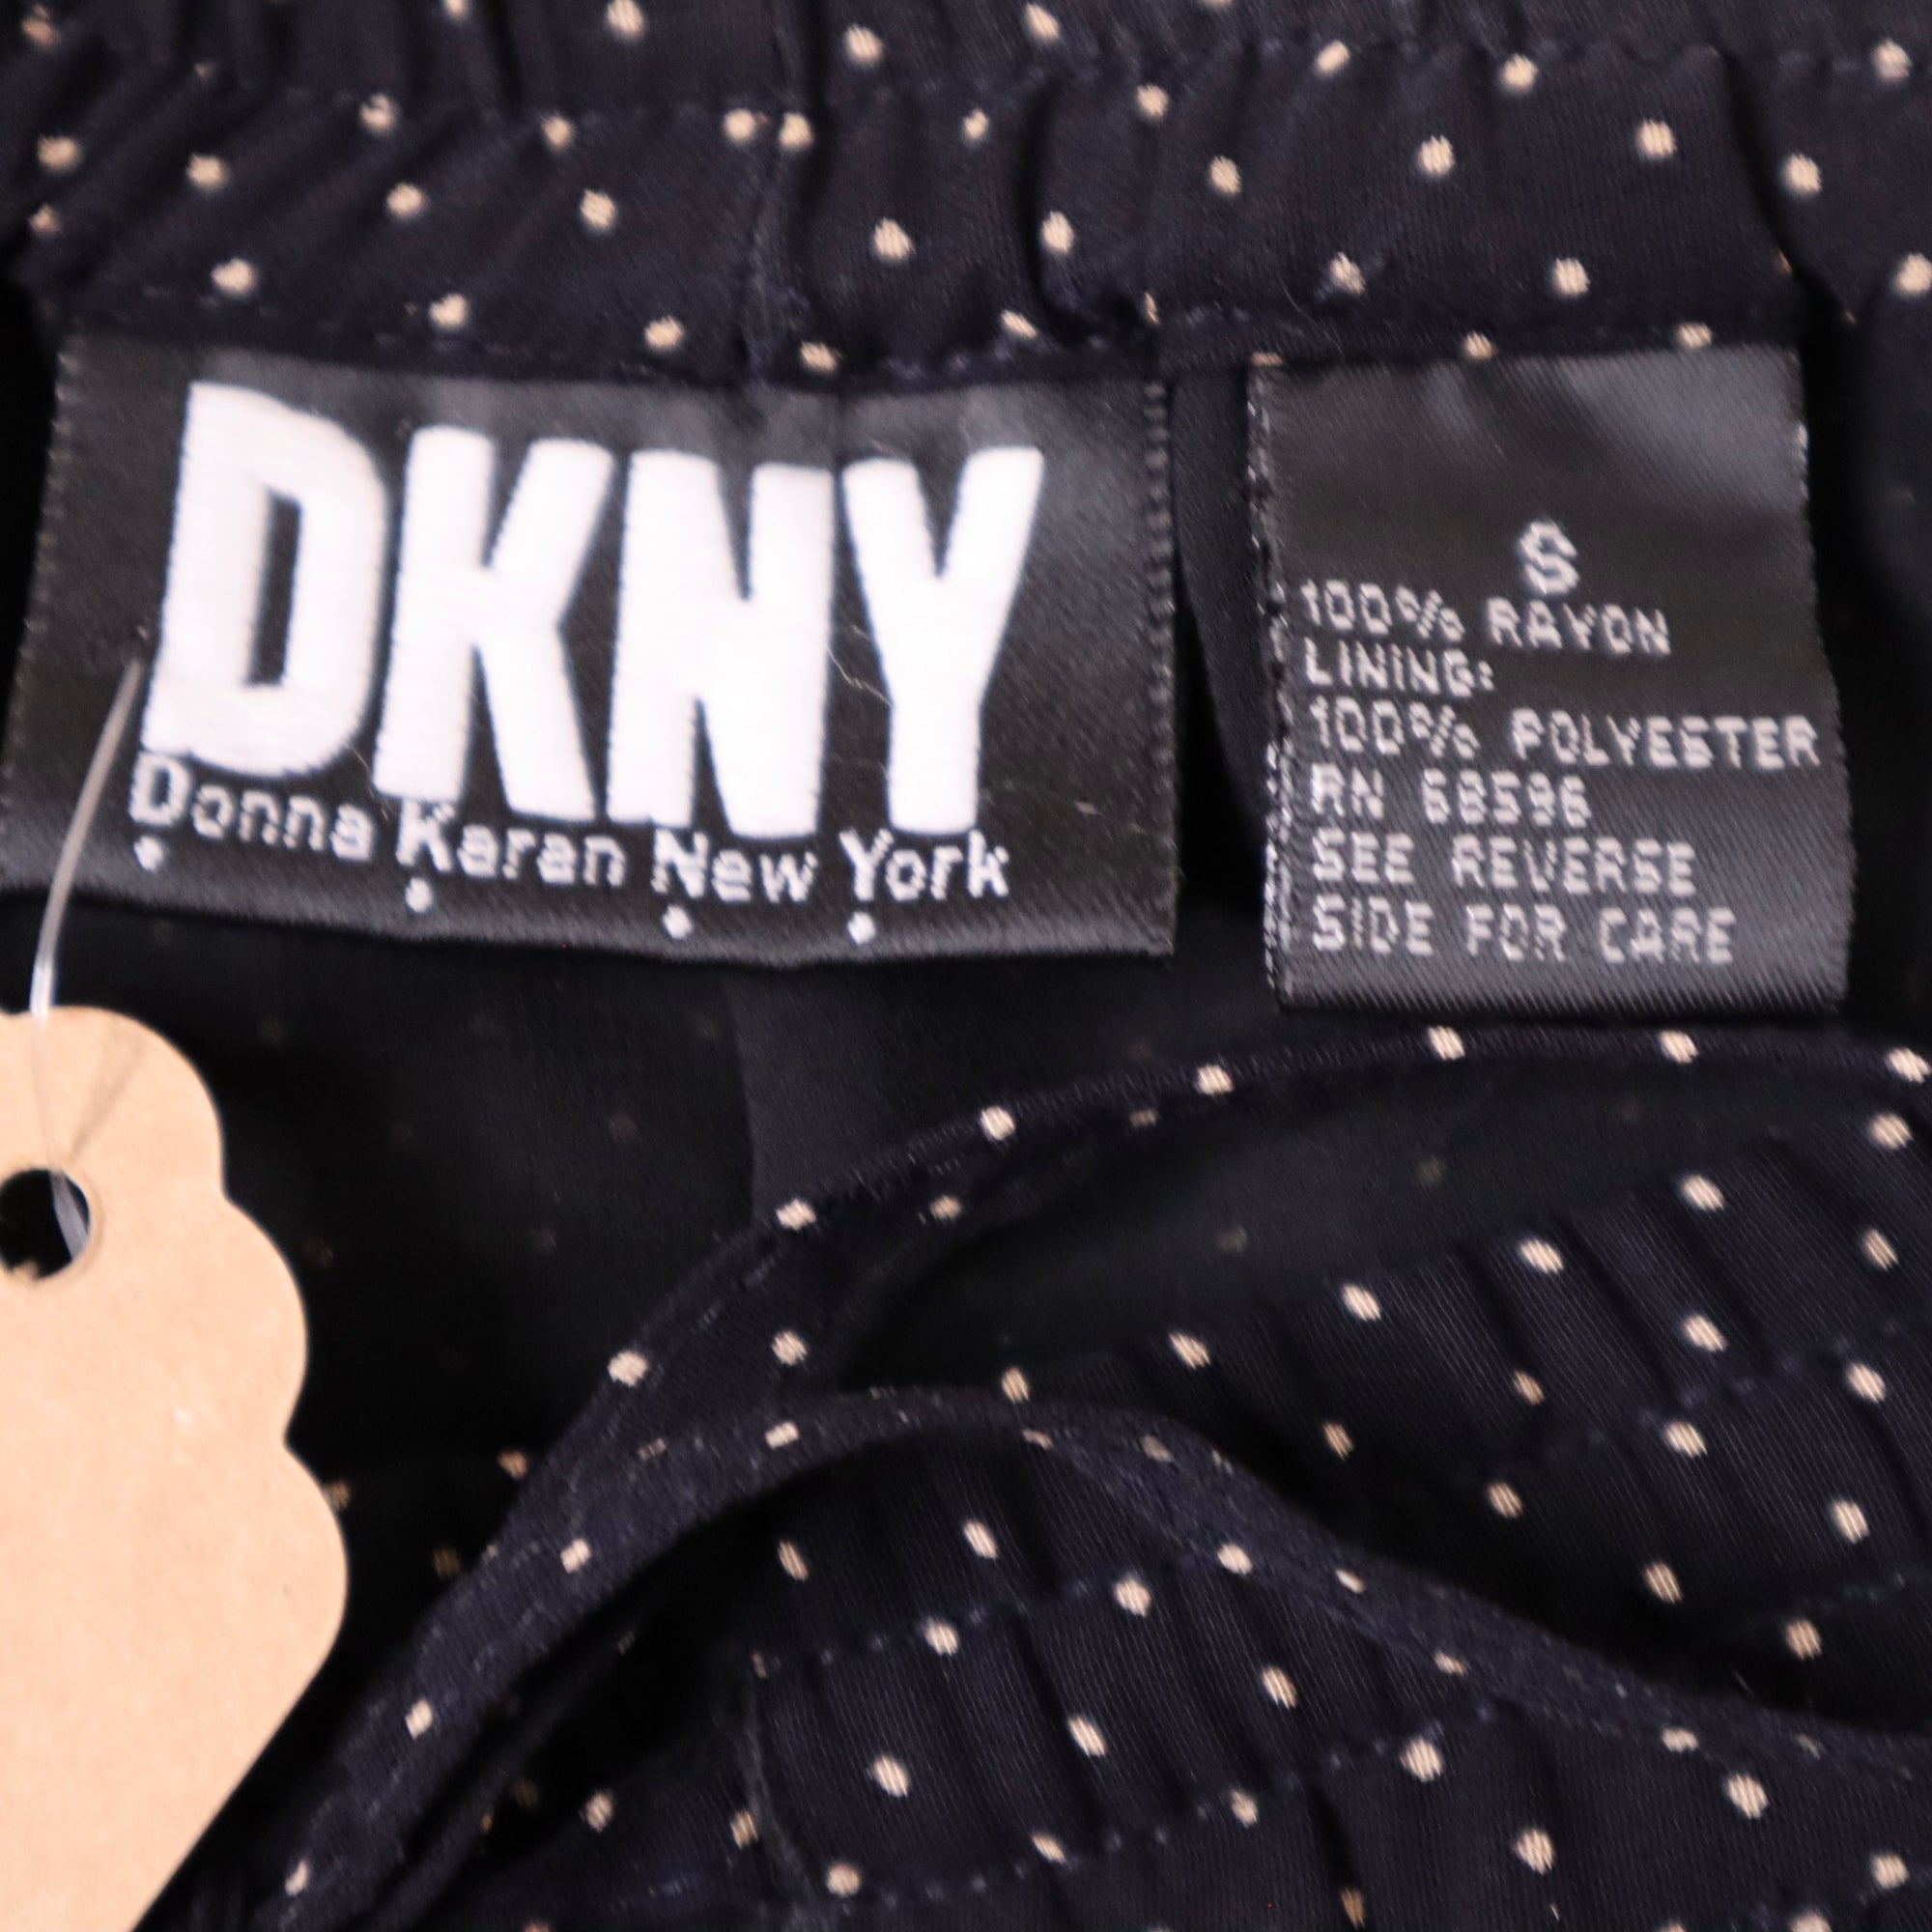 DKNY
Donna Karan New York
S
100% RAYON
LINING:
100% POLYESTER
RN 68596
SEE REVERSE
SIDE FOR CARE